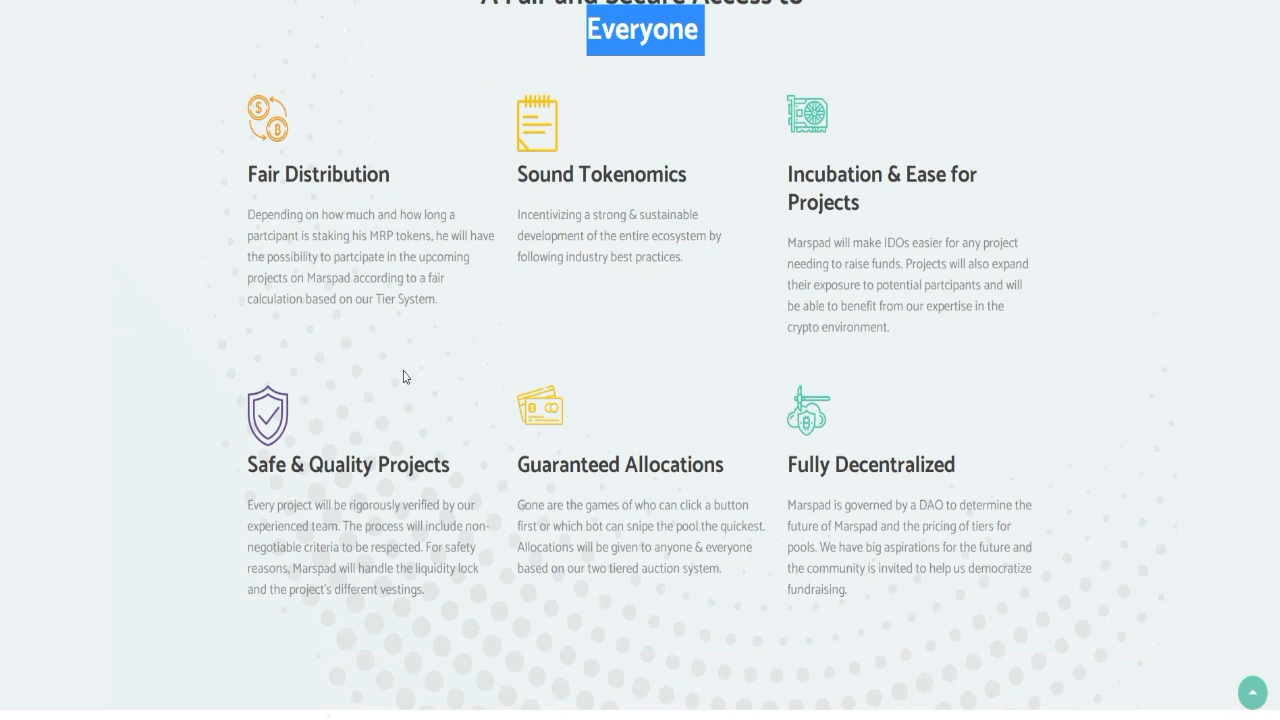 A Fair and Secure Access to
Everyone
Fair Distribution
Depending on how much and how long a
partcipant is staking his MRP tokens, he will have
the possibility to partcipate in the upcoming
projects on Marspad according to a fair
calculation based on our Tier System.
Sound Tokenomics
Incentivizing a strong & sustainable
development of the entire ecosystem by
following industry best practices.
Incubation & Ease for
Projects
Marspad will make IDOs easier for any project
needing to raise funds. Projects will also expand
their exposure to potential partcipants and will
be able to benefit from our expertise in the
crypto environment.
Safe & Quality Projects
Every project will be rigorously verified by our
experienced team. The process will include non-
negotiable criteria to be respected. For safety
reasons, Marspad will handle the liquidity lock
and the project's different vestings.
Guaranteed Allocations
Gone are the games of who can click a button
first or which bot can snipe the pool the quickest.
Allocations will be given to anyone & everyone
based on our two tiered auction system.
Fully Decentralized
Marspad is governed by a DAO to determine the
future of Marspad and the pricing of tiers for
pools. We have big aspirations for the future and
the community is invited to help us democratize
fundraising.